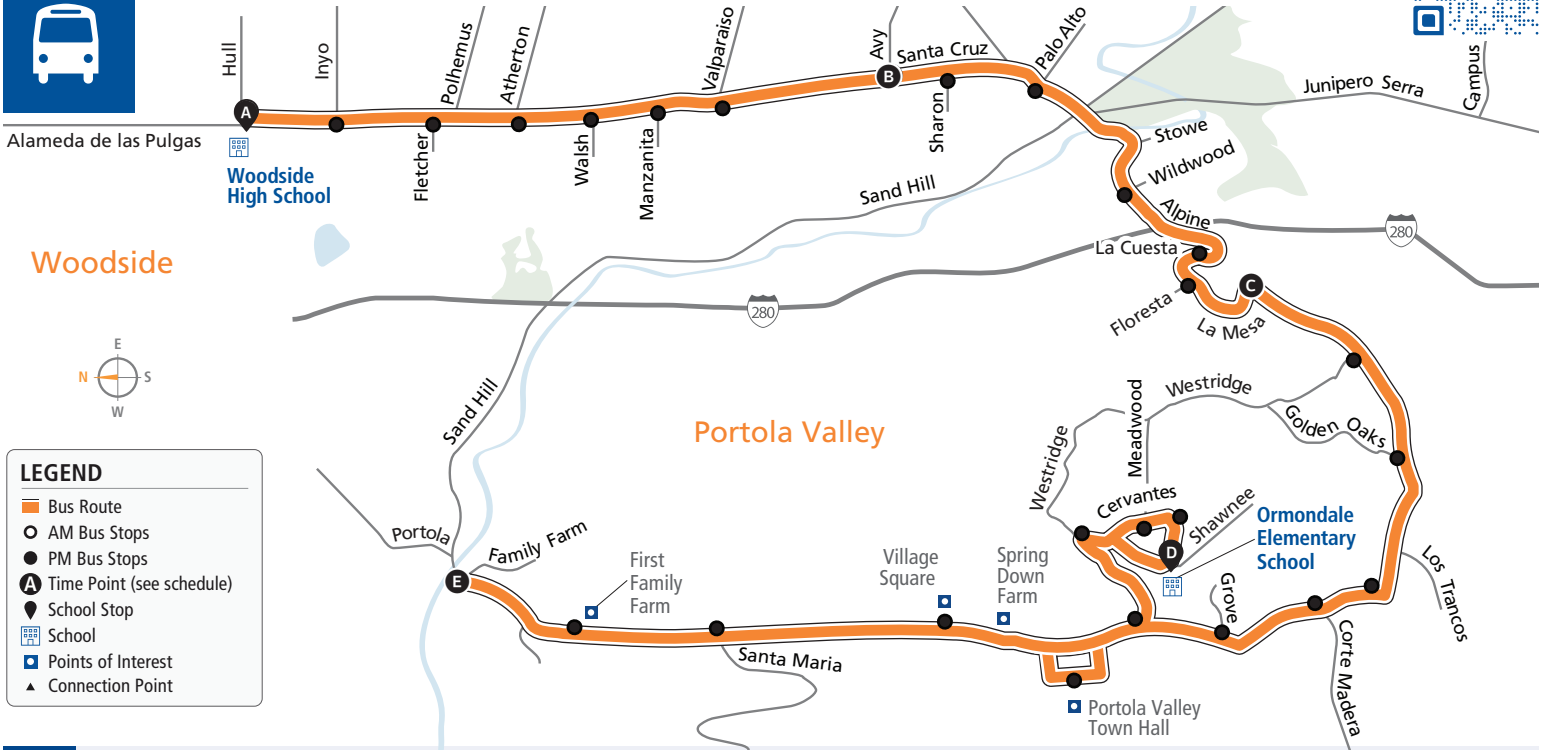 Hull
Inyo
Polhemus
Atherton
Valparaiso
Avy
Santa Cruz
Palo Alto
Junipero Serra
Campus
A
B
Alameda de las Pulgas
Woodside
High School
Fletcher
Walsh
Manzanita
Sharon
Stowe
Wildwood
Sand Hill
Alpine
280
La Cuesta
Woodside
C
280
Floresta
La Mesa
E
N
S
W
Sand Hill
Portola Valley
Westridge
Meadwood
Golden Oaks
Westridge
Cervantes
Shawnee
D
Ormondale
Elementary
School
LEGEND
Bus Route
AM Bus Stops
PM Bus Stops
A Time Point (see schedule)
School Stop
School
Points of Interest
Connection Point
Portola
Family Farm
E
First
Family
Farm
Village
Square
Spring
Down
Farm
Grove
Los Trancos
Santa Maria
Corte Madera
Portola Valley
Town Hall